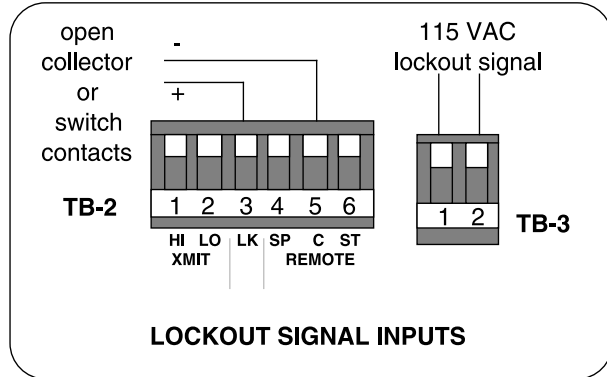 open
collector
or
switch
contacts
-
+
115 VAC
lockout signal
TB-2
1 2 3 4 5 6
HI LO LK SP C ST
XMIT REMOTE
1 2
TB-3
LOCKOUT SIGNAL INPUTS